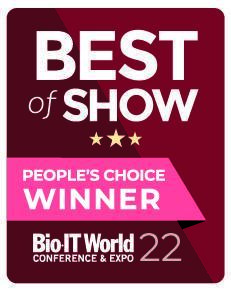 BEST
of SHOW
PEOPLE'S CHOICE
WINNER
Bio-IT World 22
CONFERENCE & EXPO